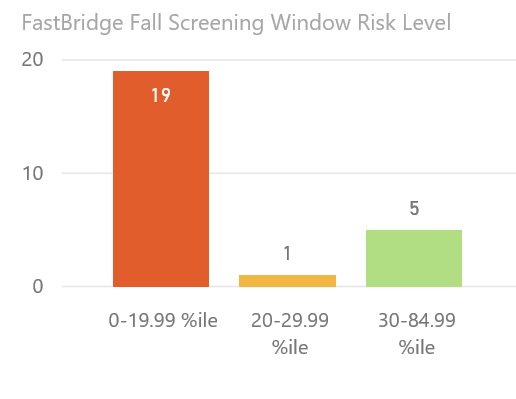 FastBridge Fall Screening Window Risk Level
20
19
10
5
1
0
0-19.99 %ile
20-29.99
%ile
30-84.99
%ile